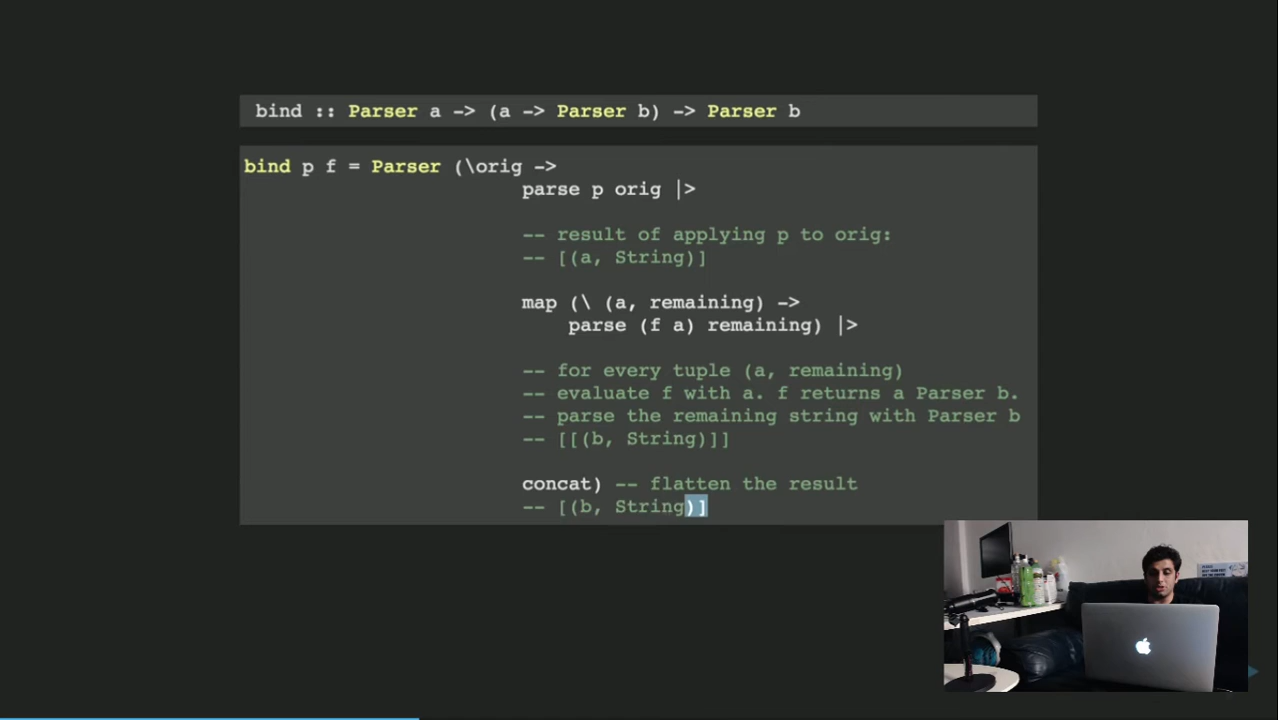 bind :: Parser a -> (a -> Parser b) -> Parser b
bind p f = Parser (\orig ->
parse p orig |>
-- result of applying p to orig:
-- [(a, String)]
map (\ (a, remaining) ->
parse (f a) remaining) |>
-- for every tuple (a, remaining)
-- evaluate f with a. f returns a Parser b.
-- parse the remaining string with Parser b
-- [[(b, String)]]
concat) -- flatten the result
-- [(b, String)]